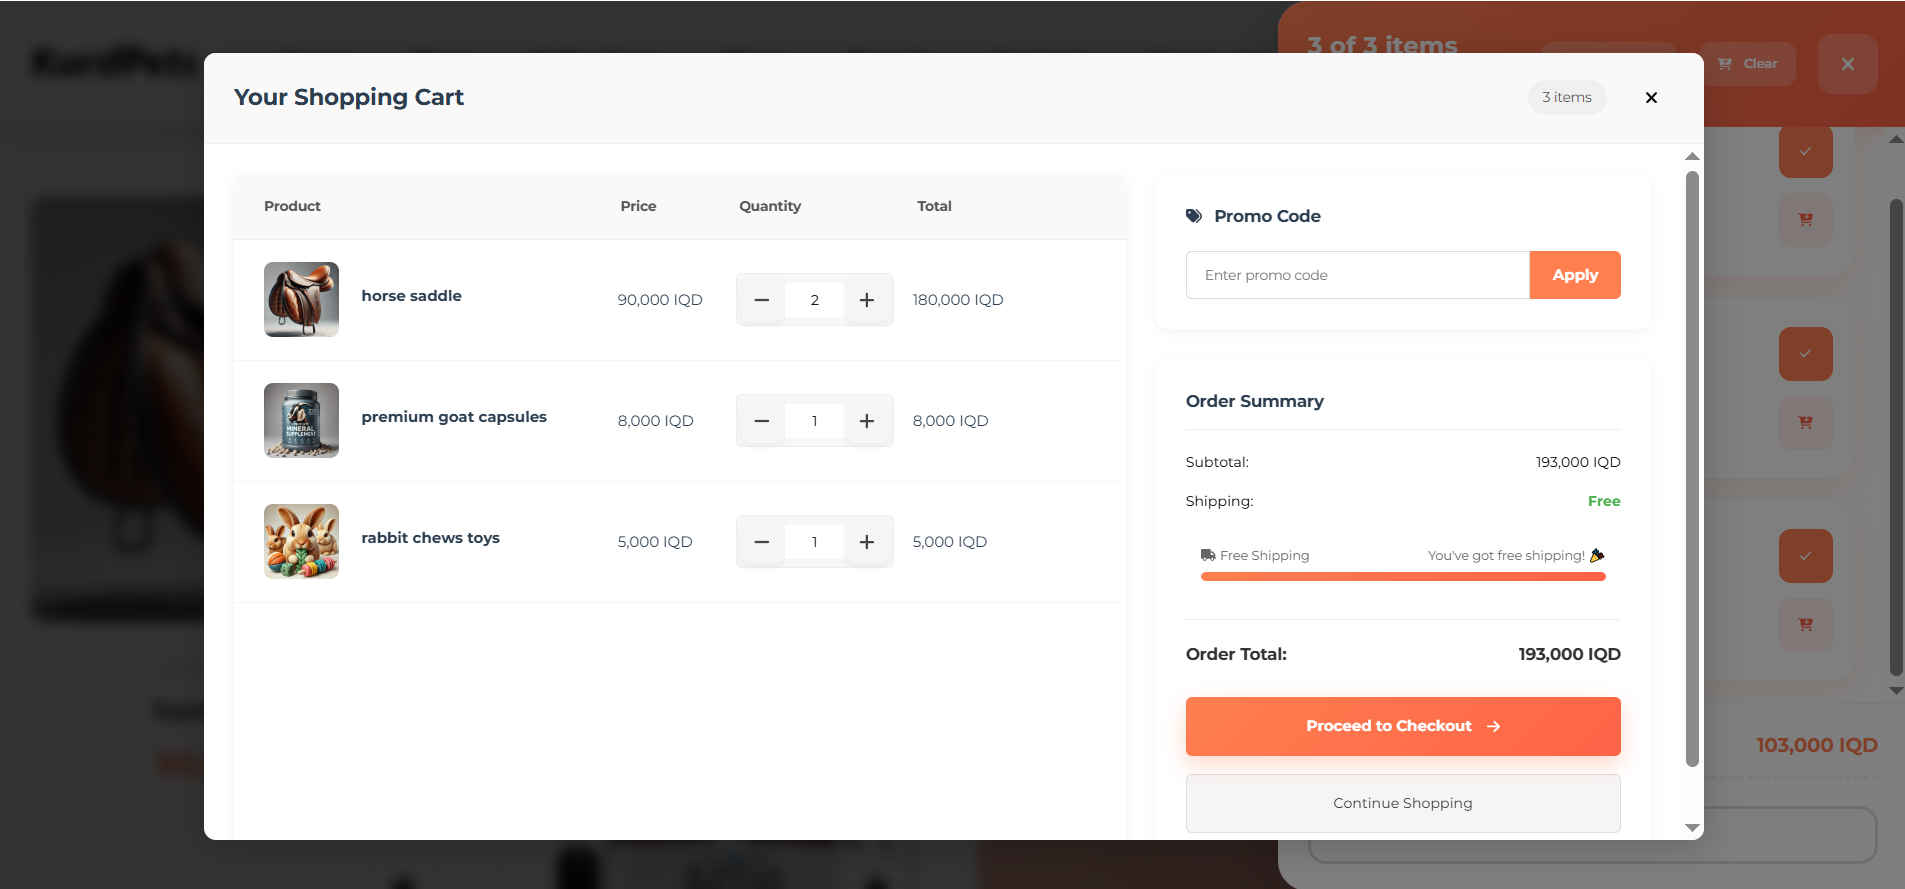 KurdPets
3 of 3 items
Clear
Your Shopping Cart
3 items
Product Price Quantity Total
horse saddle 90,000 IQD 2 180,000 IQD
premium goat capsules 8,000 IQD 1 8,000 IQD
MINERAL
SUPPLEMENT
rabbit chews toys 5,000 IQD 1 5,000 IQD
Promo Code
Enter promo code Apply
Order Summary
Subtotal: 193,000 IQD
Shipping: Free
Free Shipping You've got free shipping!
Order Total: 193,000 IQD
Proceed to Checkout
Continue Shopping
103,000 IQD